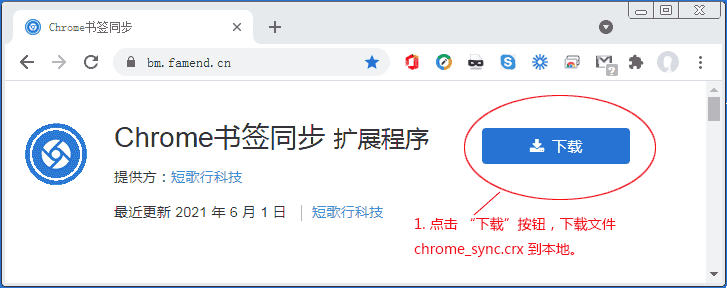 Chrome书签同步
bm.famend.cn
Chrome书签同步 扩展程序
下载
提供方：短歌行科技
最近更新 2021 年 6 月 1 日 | 短歌行科技
1. 点击 “下载” 按钮，下载文件
chrome_sync.crx 到本地。